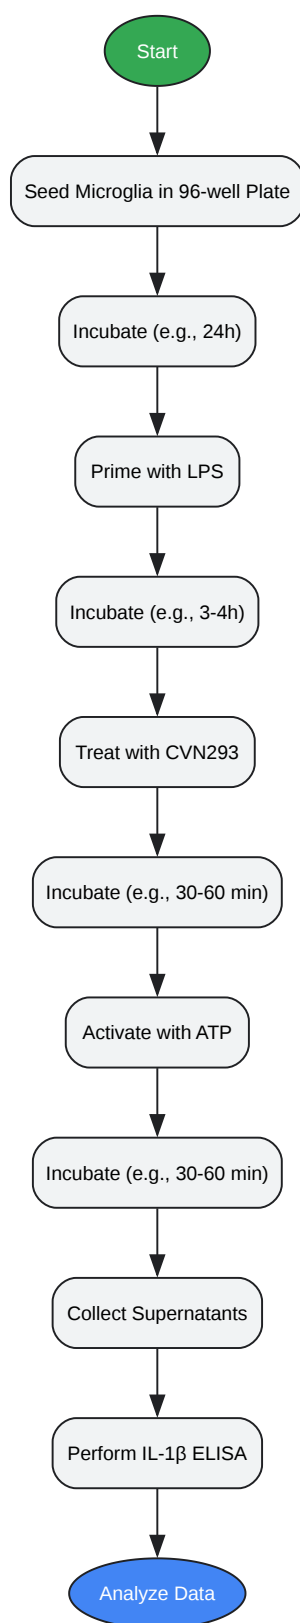 Start
Seed Microglia in 96-well Plate
Incubate (e.g., 24h)
Prime with LPS
Incubate (e.g., 3-4h)
Treat with CVN293
Incubate (e.g., 30-60 min)
Activate with ATP
Incubate (e.g., 30-60 min)
Collect Supernatants
Perform IL-1β ELISA
Analyze Data